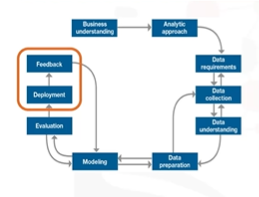 Business
understanding
Analytic
approach
Feedback
Data
requirements
Deployment
Data
collection
Evaluation
Data
understanding
Modeling
Data
preparation